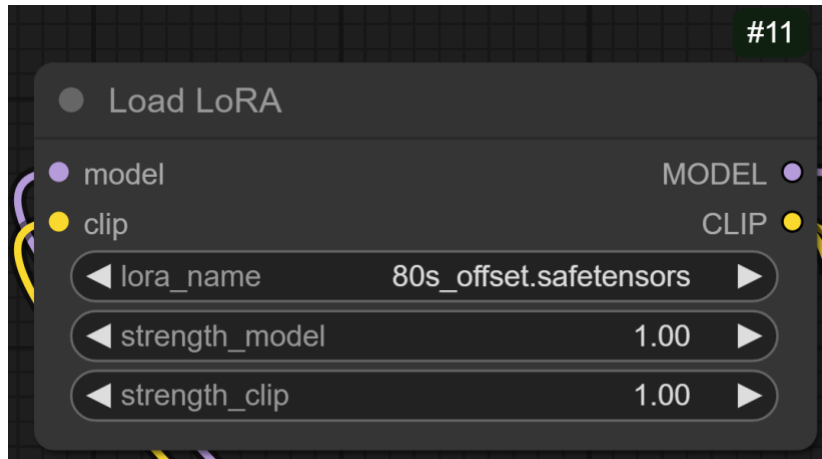 #11
Load LoRA
model MODEL
clip CLIP
lora_name 80s_offset.safetensors
strength_model 1.00
strength_clip 1.00